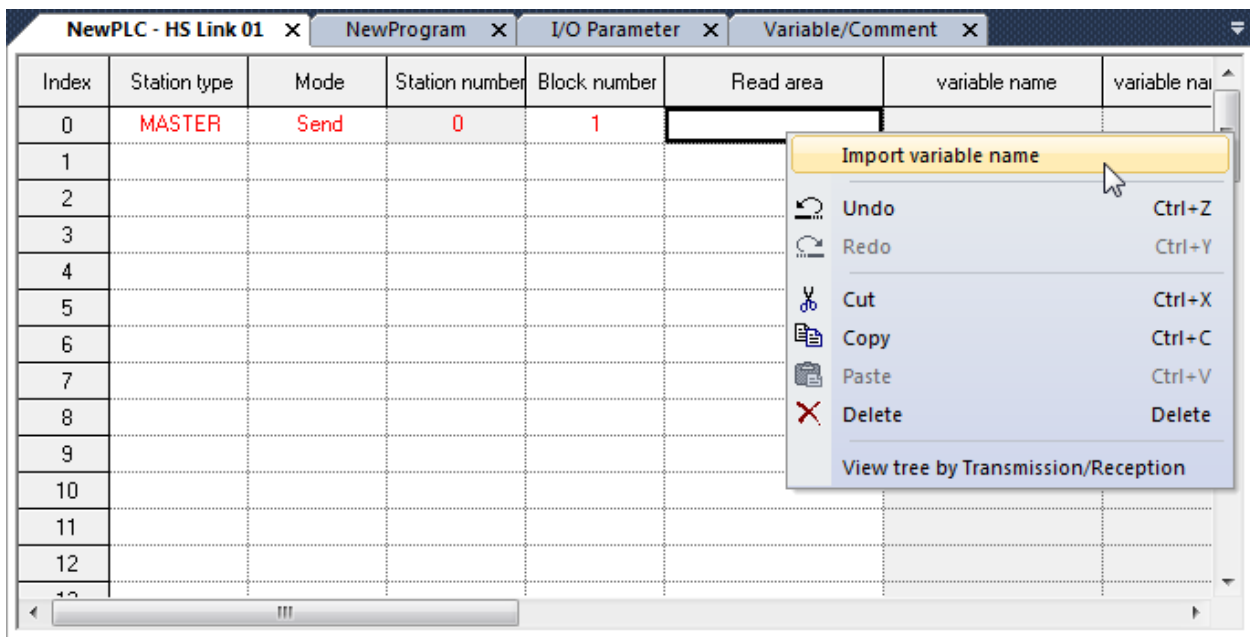 NewPLC - HS Link 01 NewProgram I/O Parameter Variable/Comment
Index Station type Mode Station number Block number Read area variable name variable nar
0 MASTER Send 0 1
Import variable name
1
2 Undo Ctrl+Z
3 Redo Ctrl+Y
4
5 Cut Ctrl+X
6 Copy Ctrl+C
7 Paste Ctrl+V
8 Delete Delete
9
View tree by Transmission/Reception
10
11
12